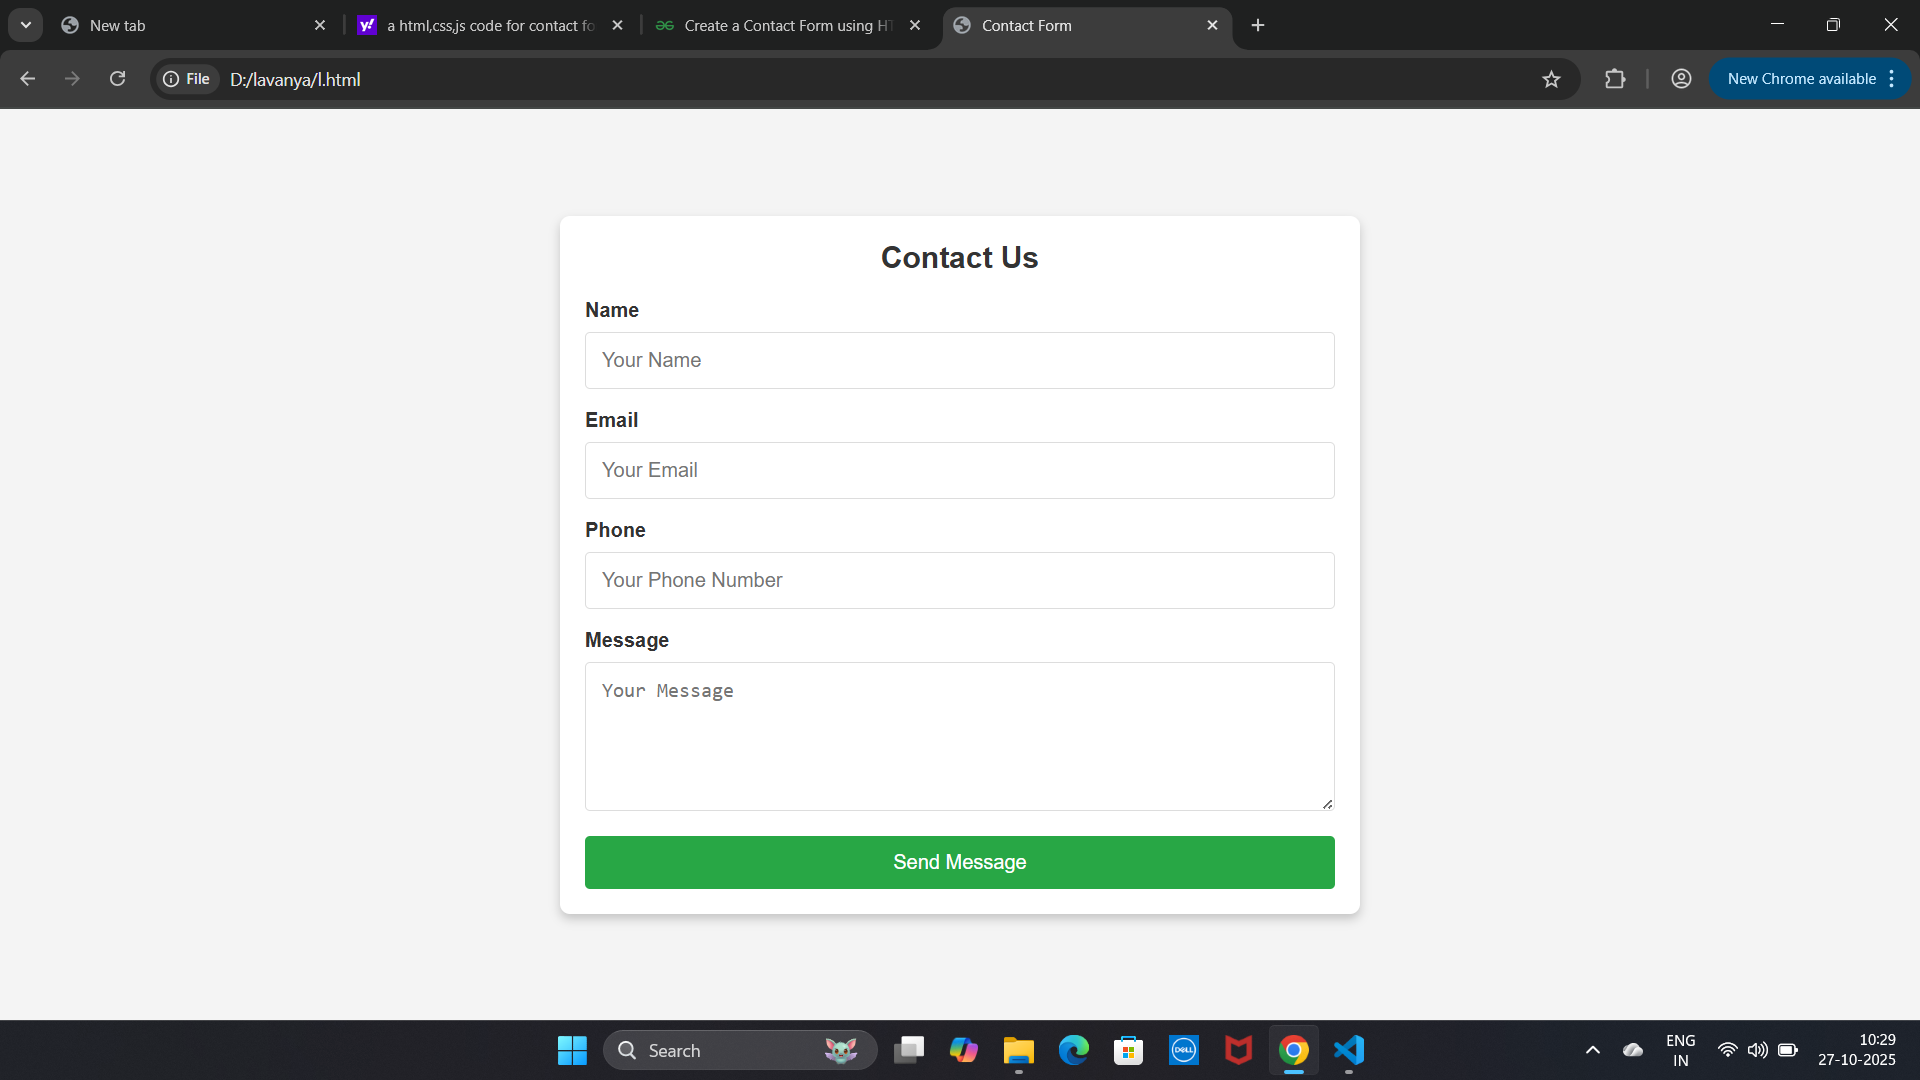 New tab
a html,css,js code for contact fo
Create a Contact Form using HT
Contact Form
File
D:/lavanya/l.html
New Chrome available
Contact Us
Name
Your Name
Email
Your Email
Phone
Your Phone Number
Message
Your Message
Send Message
Search
DELL
ENG
IN
10:29
27-10-2025